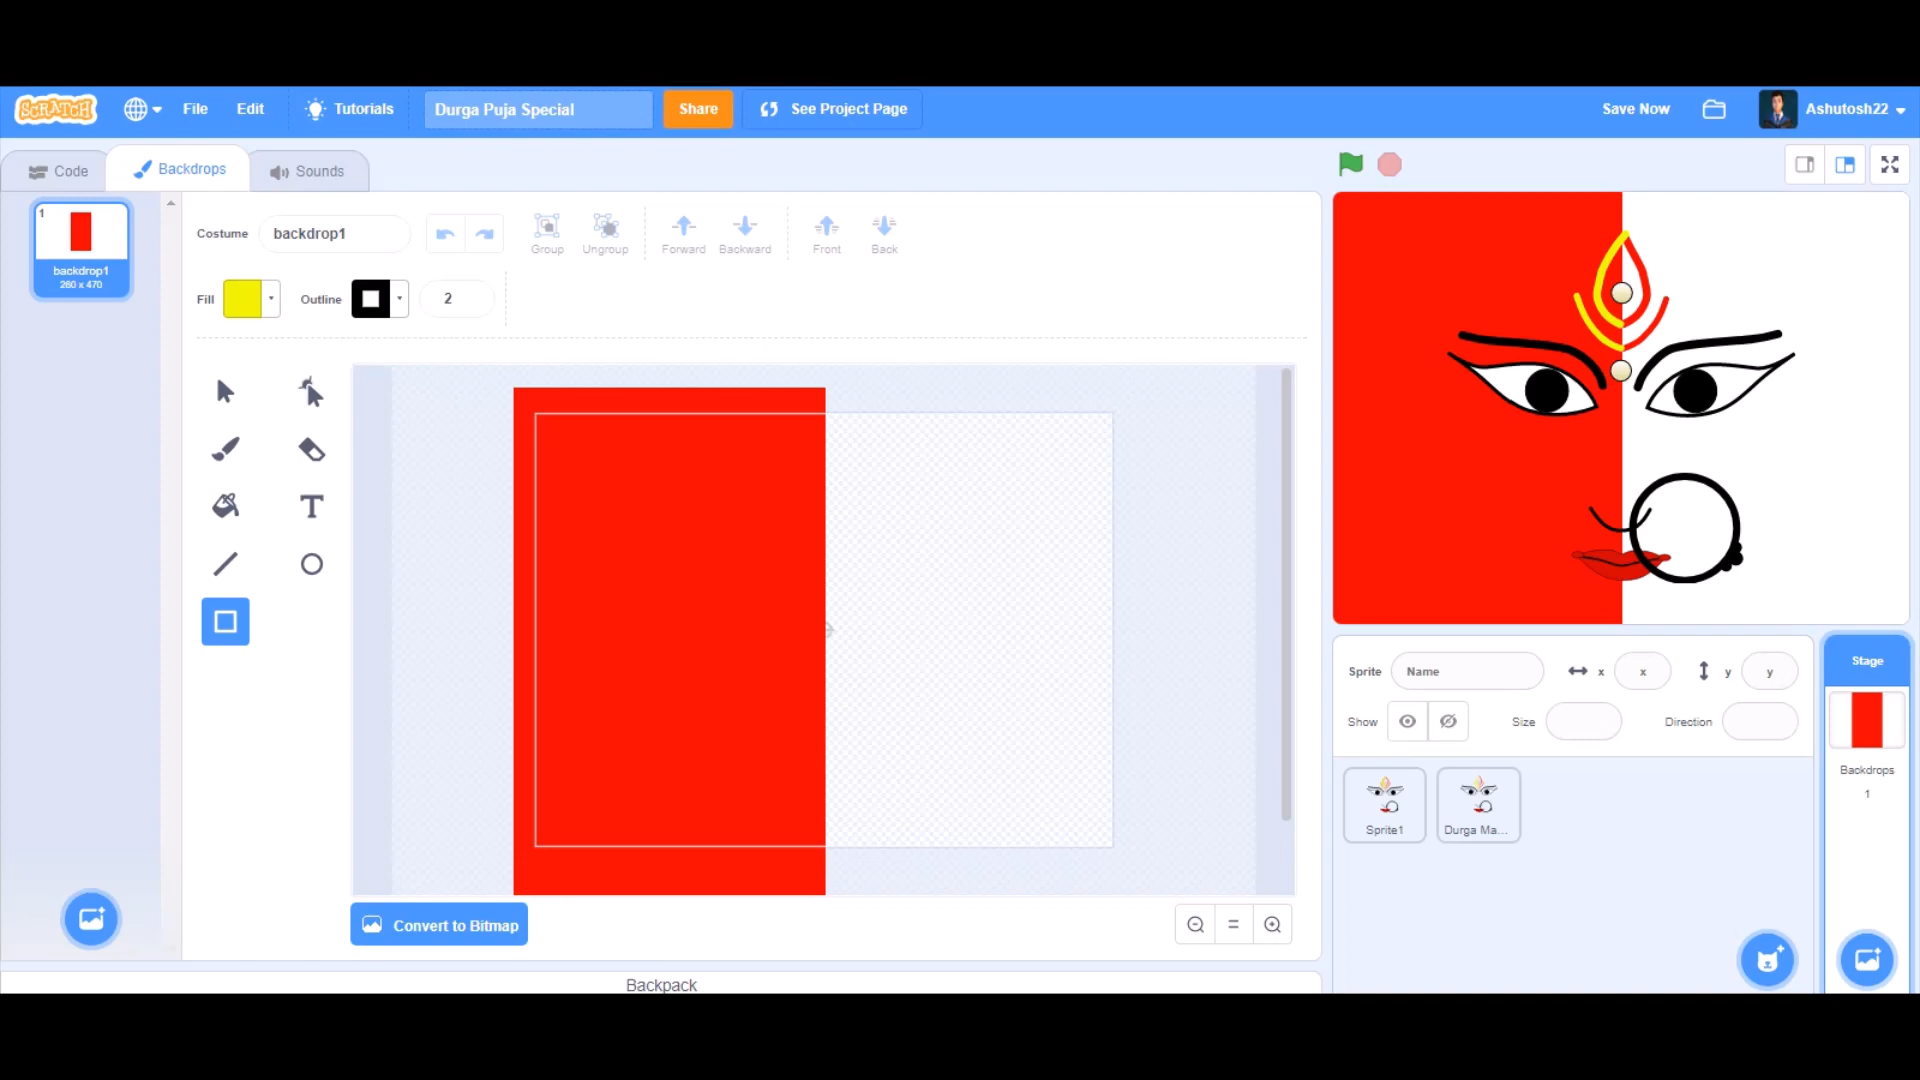 SCRATCH File Edit Tutorials Durga Puja Special Share See Project Page Save Now Ashutosh22
Code Backdrops Sounds
1
backdrop1
260 x 470
Costume backdrop1
Group Ungroup Forward Backward Front Back
Fill Outline 2
T
Convert to Bitmap
Backpack
Sprite Name x x y y
Show Size Direction
Sprite1
Durga Ma...
Stage
Backdrops
1